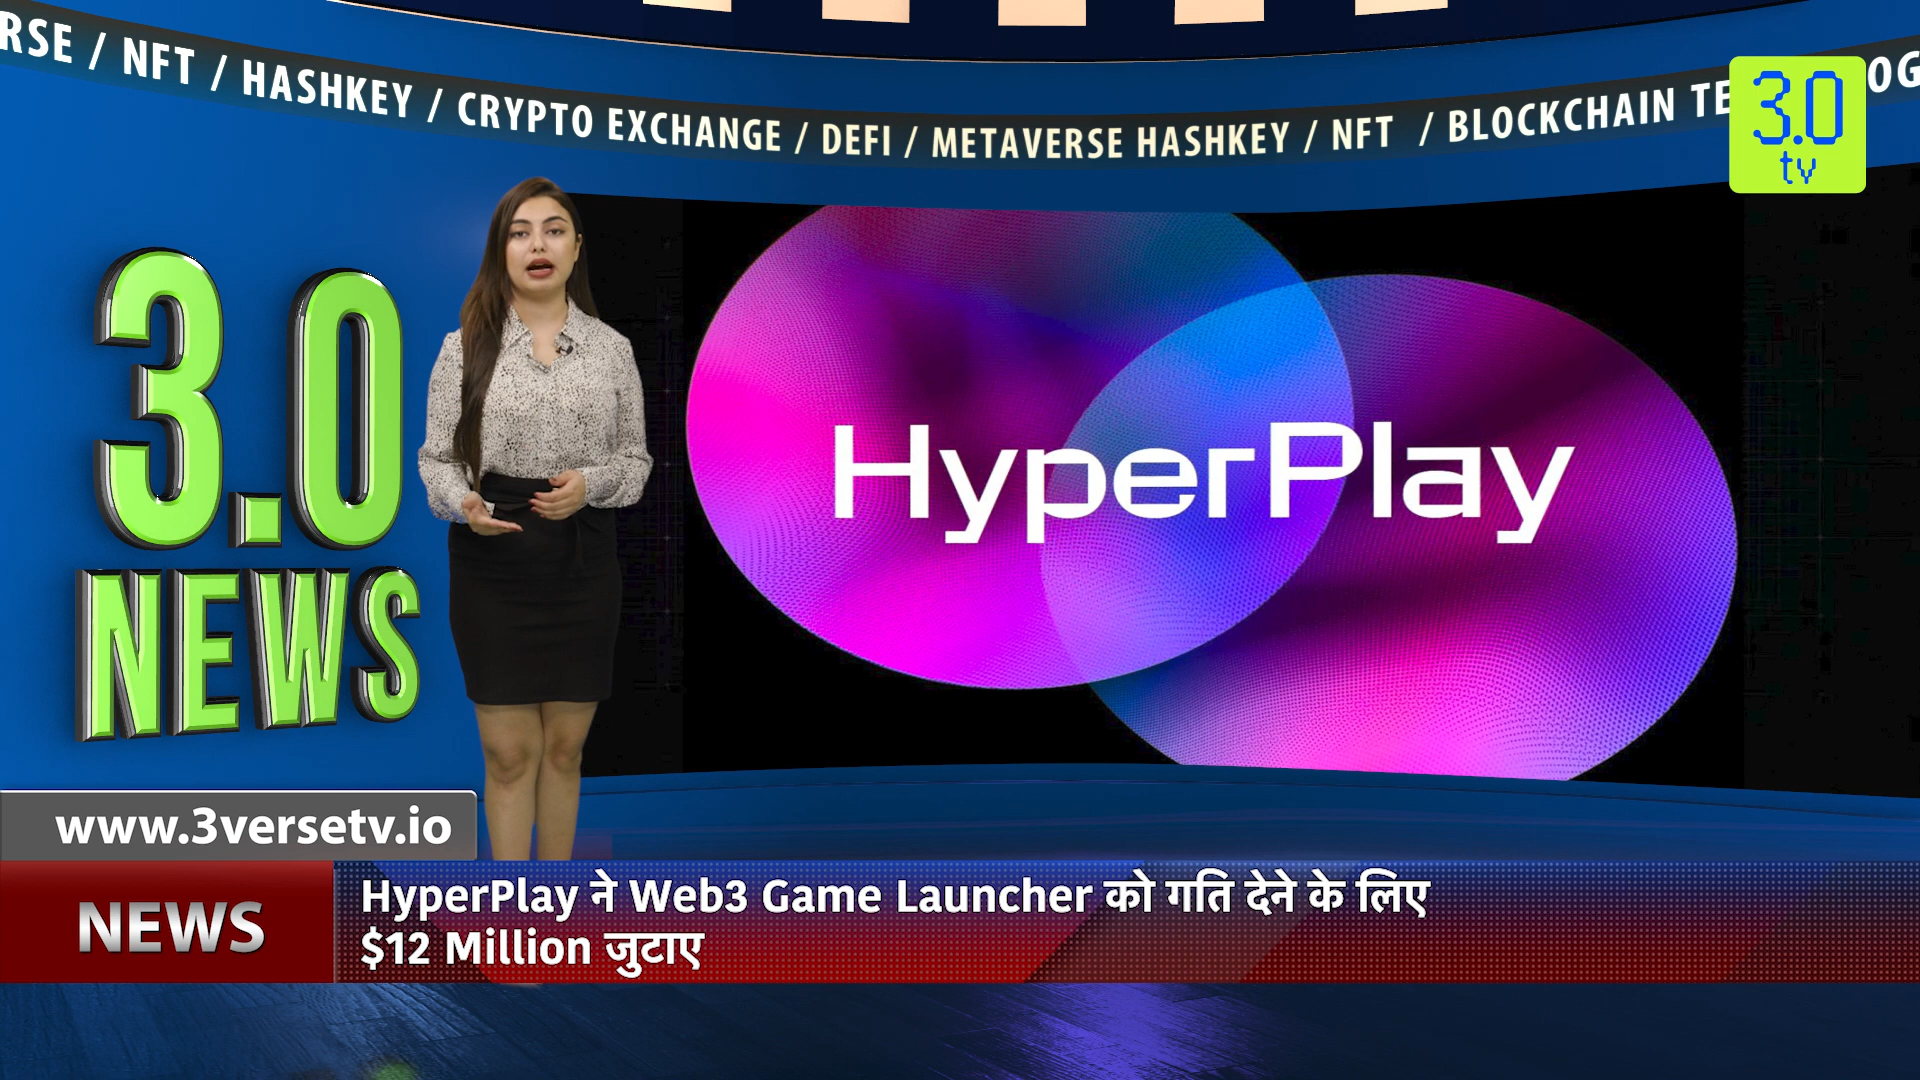 RSE / NFT / HASHKEY / CRYPTO EXCHANGE / DEFI / METAVERSE HASHKEY / NFT / BLOCKCHAIN TE OG
3.0
tv
3.0
NEWS
HyperPlay
www.3versetv.io
NEWS
HyperPlay ने Web3 Game Launcher को गति देने के लिए
$12 Million जुटाए